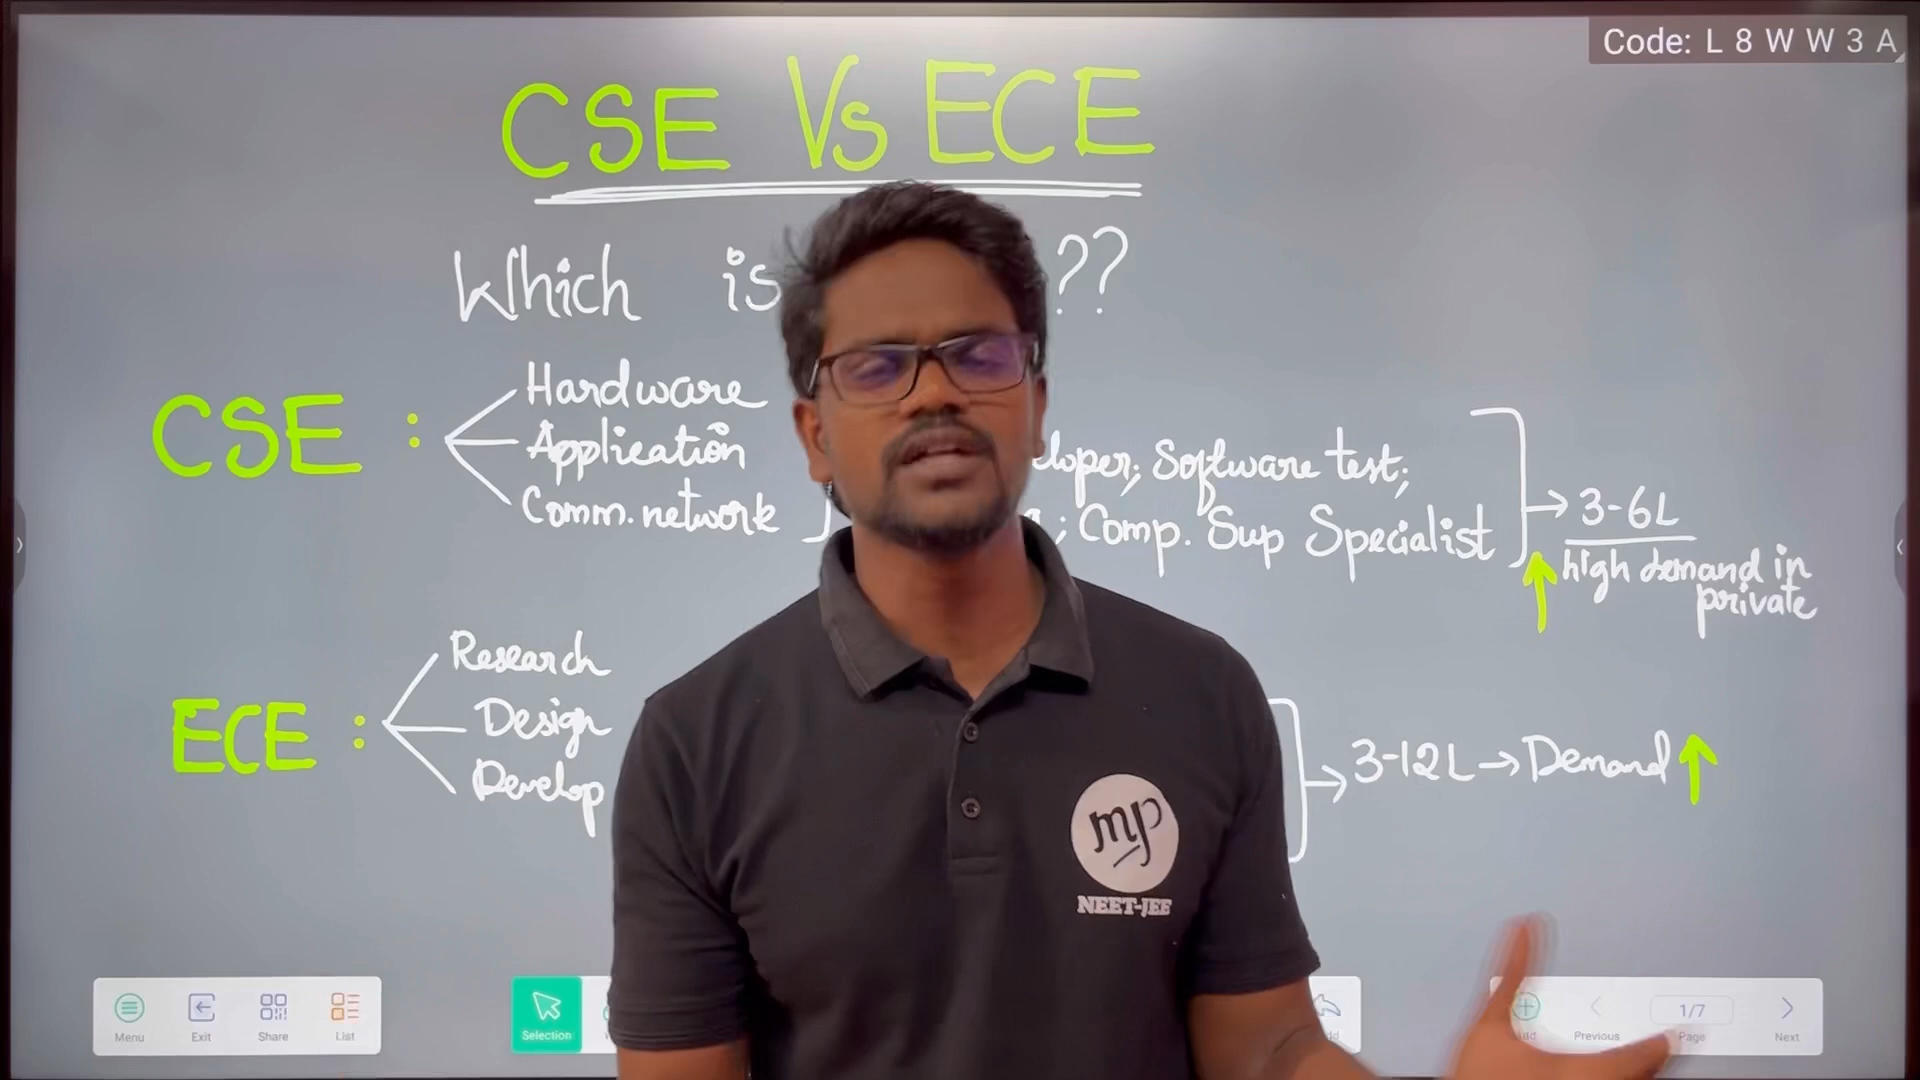 Code: L 8 W W 3 A
CSE Vs ECE
Which is ??
CSE :
Hardware
Application
Comm. network
Software test;
; Comp. Sup Specialist
3-6L
high demand in
private
ECE :
Research
Design
Develop
3-12L → Demand
mp
NEET-JEE
Menu
Exit
Share
List
Selection
Previous
1/7
Page
Next